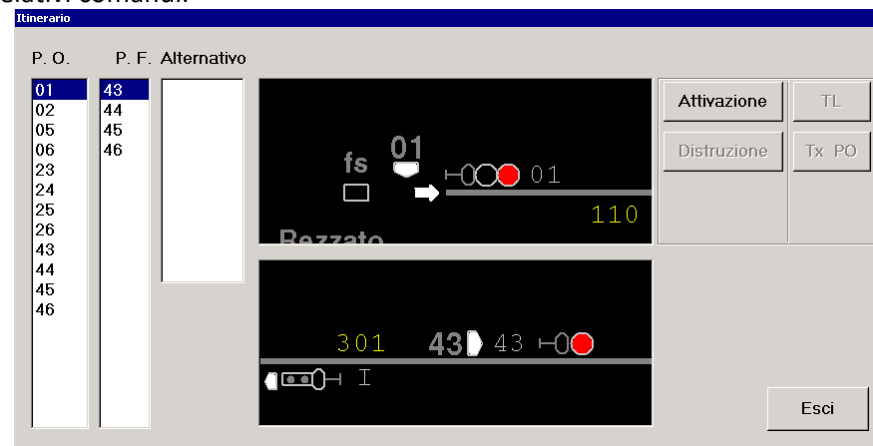 elativi comandi.
Itinerario
P. O.
P. F.
Alternativo
01
02
05
06
23
24
25
26
43
44
45
46
43
44
45
46
fs
01
01
110
Rezzato
301
43
43
I
Attivazione
TL
Distruzione
Tx PO
Esci